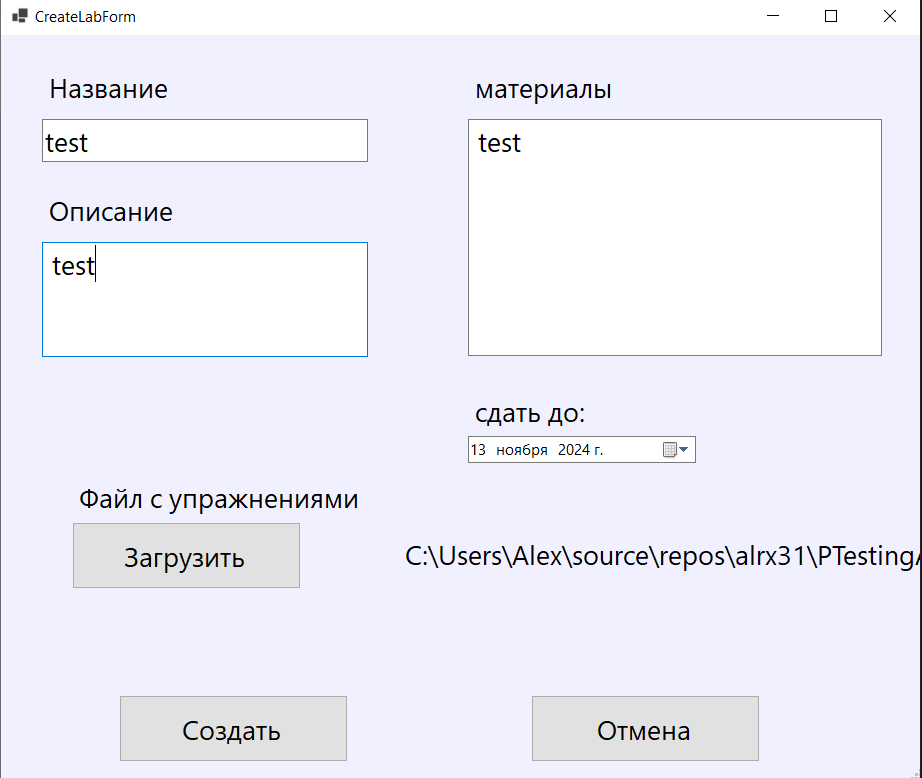 CreateLabForm
Название
test
Описание
test
материалы
test
сдать до:
13 ноября 2024 г.
Файл с упражнениями
Загрузить
C:\Users\Alex\source\repos\alrx31\PTesting
Создать
Отмена